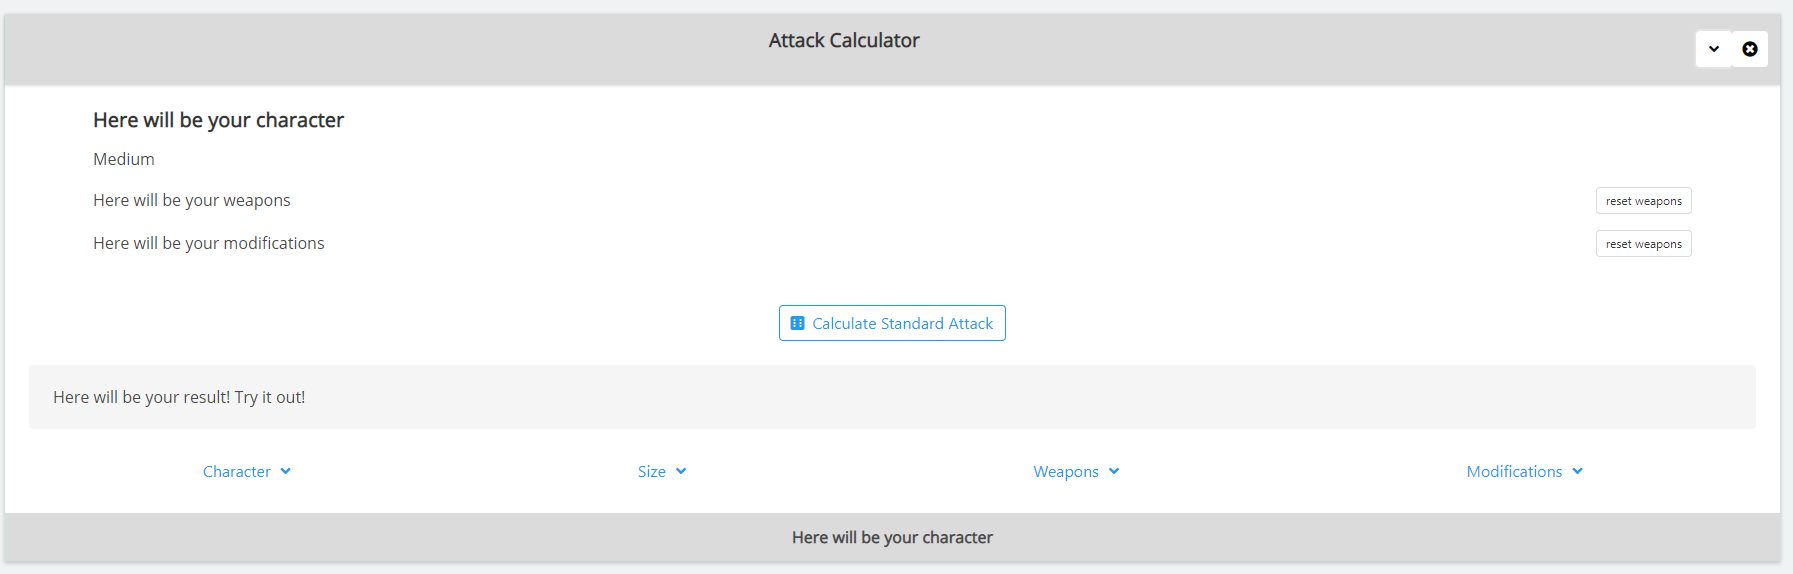 Attack Calculator
Here will be your character
Medium
Here will be your weapons
reset weapons
Here will be your modifications
reset weapons
Calculate Standard Attack
Here will be your result! Try it out!
Character
Size
Weapons
Modifications
Here will be your character